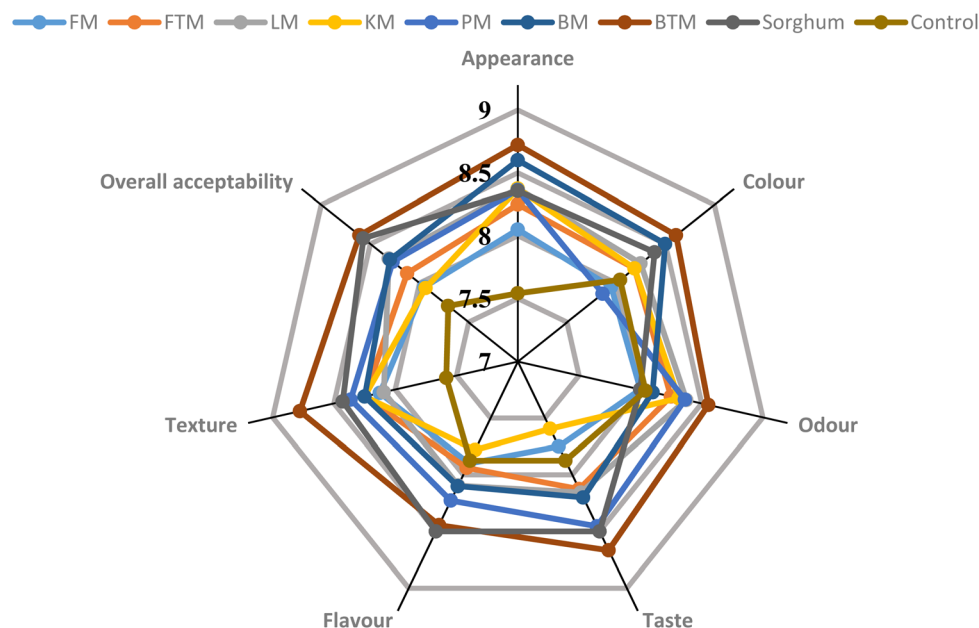 FM FTM LM KM PM BM BTM Sorghum Control
Appearance
9
8.5
8
7.5
7
Overall acceptability
Colour
Texture
Odour
Flavour
Taste